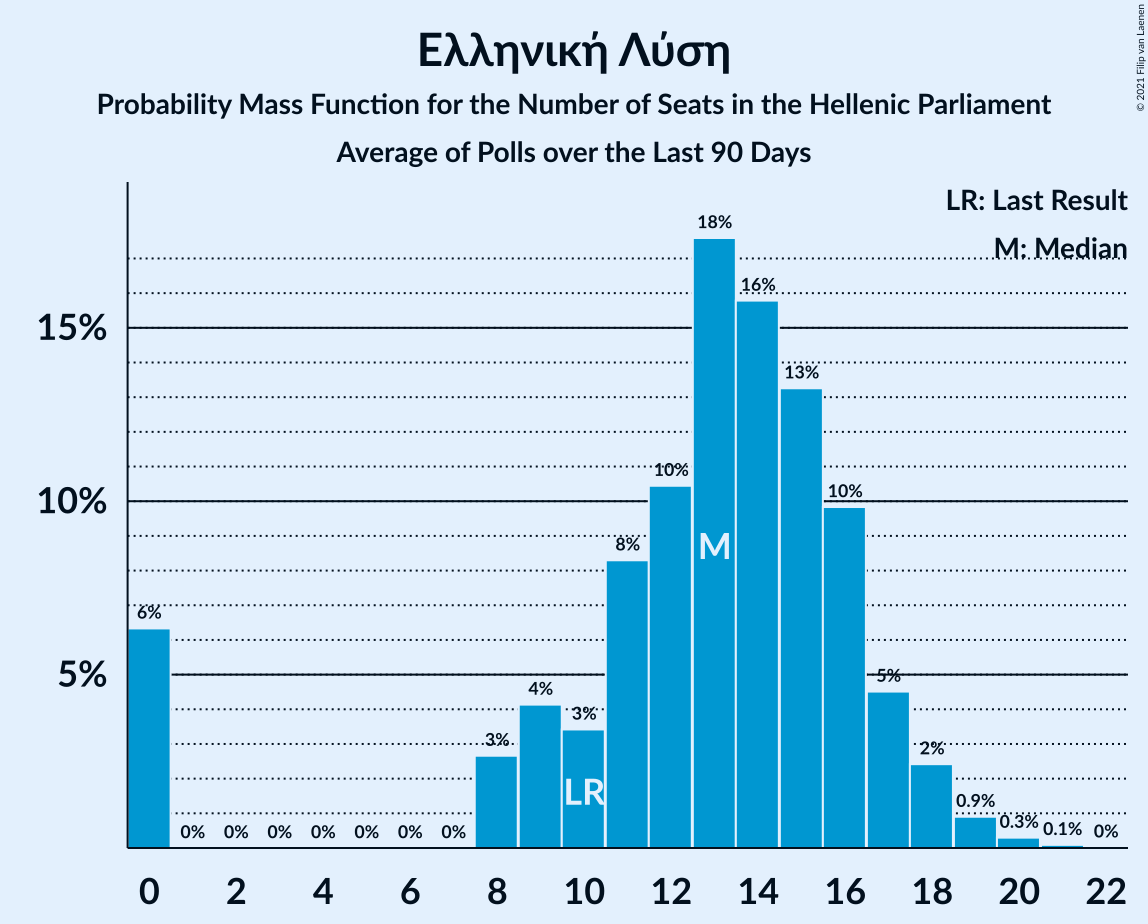 Ελληνική Λύση
Probability Mass Function for the Number of Seats in the Hellenic Parliament
Average of Polls over the Last 90 Days
© 2021 Filip van Laenen
LR: Last Result
M: Median
18%
16%
15%
13%
10%
10%
10%
8%
M
6%
5%
5%
4%
3%
3%
2%
LR
0.9%
0% 0% 0% 0% 0% 0% 0% 0.3% 0.1% 0%
0 2 4 6 8 10 12 14 16 18 20 22